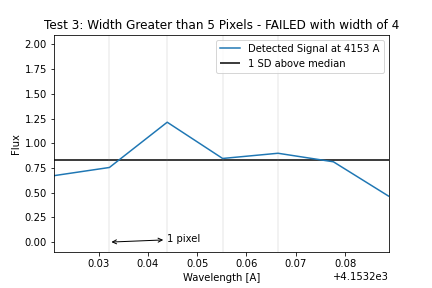 Test 3: Width Greater than 5 Pixels - FAILED with width of 4
2.00
1.75
1.50
1.25
1.00
0.75
0.50
0.25
0.00
Flux
Detected Signal at 4153 A
1 SD above median
1 pixel
0.03 0.04 0.05 0.06 0.07 0.08
+4.1532e3
Wavelength [A]